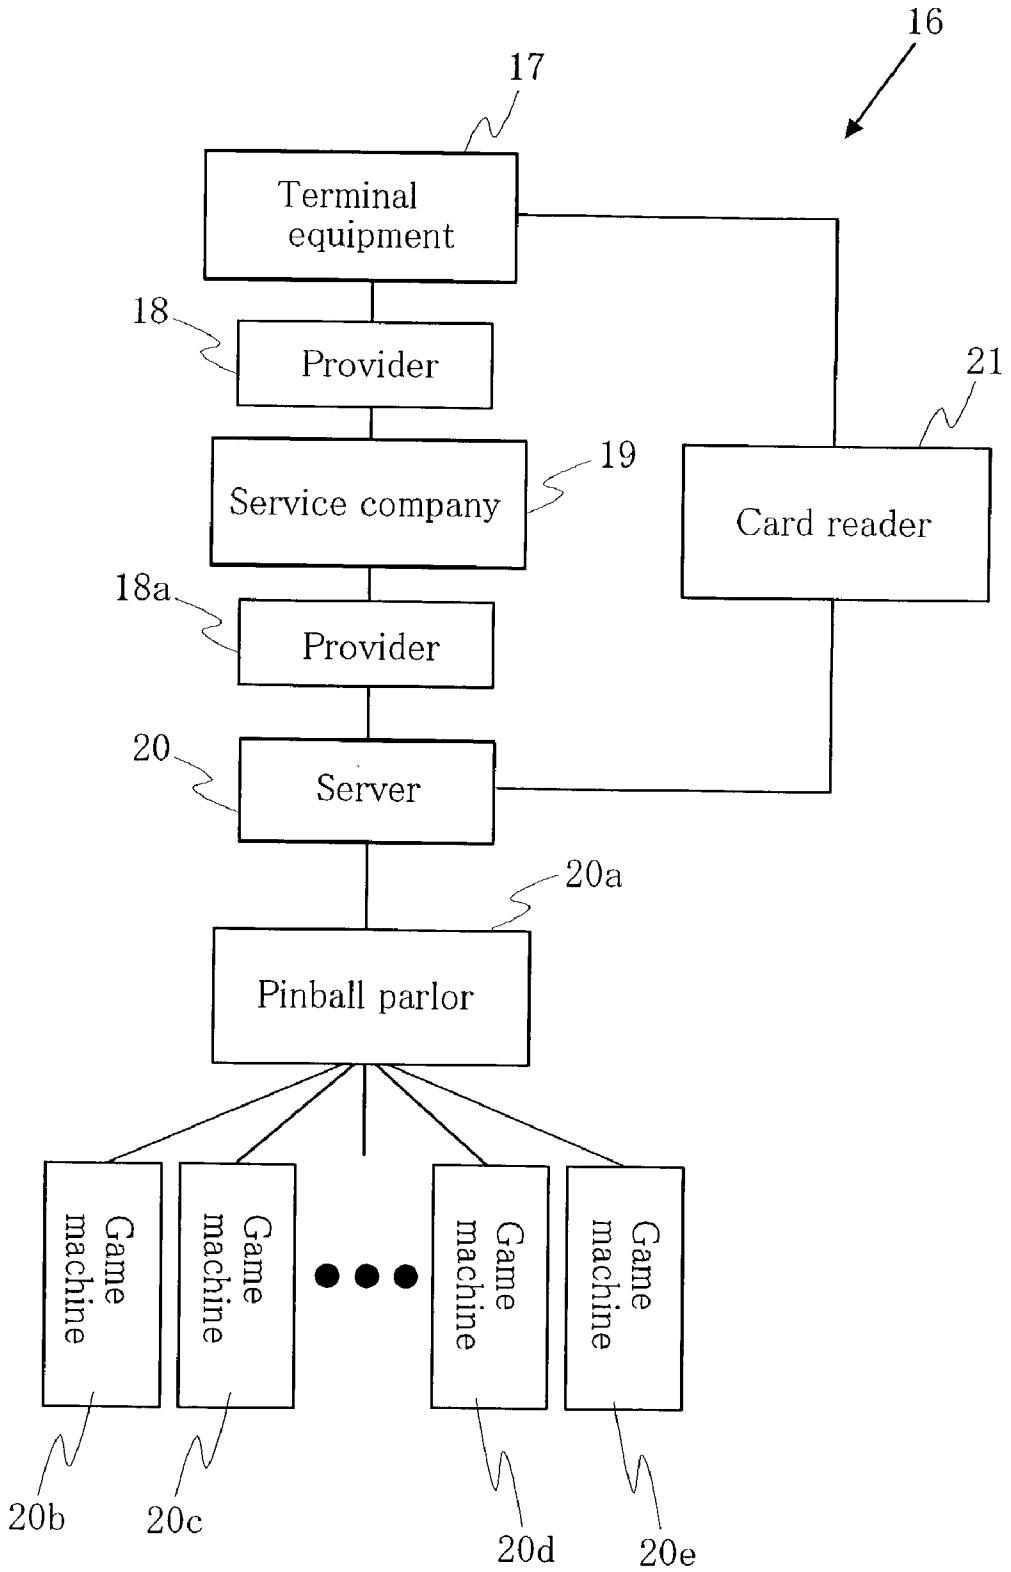 16
17
Terminal
equipment
18
Provider
21
19
Service company
Card reader
18a
Provider
20
Server
20a
Pinball parlor
Game
machine
Game
machine
Game
machine
Game
machine
20b
20c
20d
20e